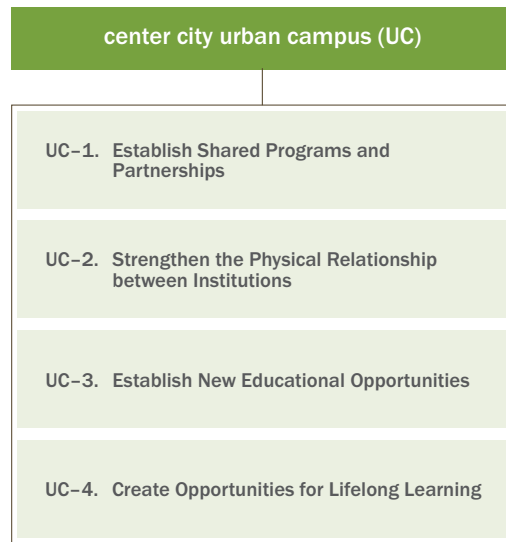 center city urban campus (UC)
UC–1. Establish Shared Programs and
Partnerships
UC–2. Strengthen the Physical Relationship
between Institutions
UC–3. Establish New Educational Opportunities
UC–4. Create Opportunities for Lifelong Learning